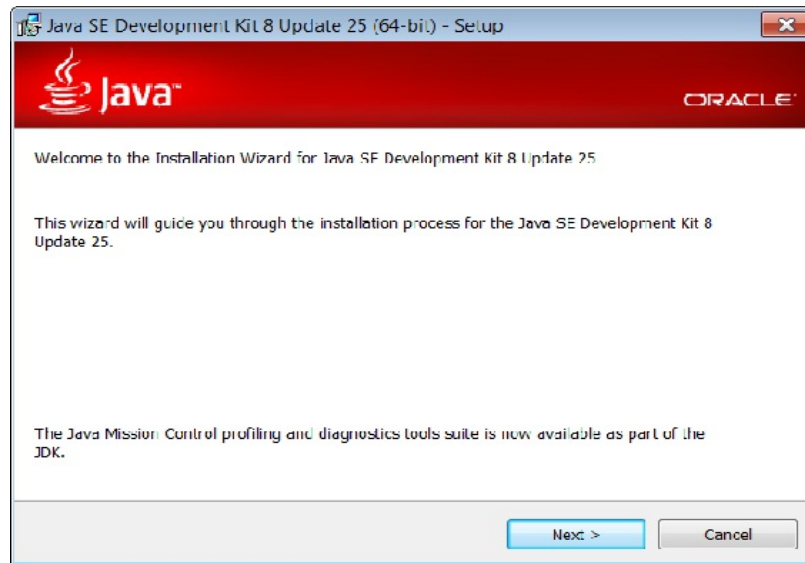 Java SE Development Kit 8 Update 25 (64-bit) - Setup
Java™
ORACLE
Welcome to the Installation Wizard for Java SE Development Kit 8 Update 25
This wizard will guide you through the installation process for the Java SE Development Kit 8
Update 25.
The Java Mission Control profiling and diagnostics tools suite is now available as part of the
JDK.
Next >
Cancel